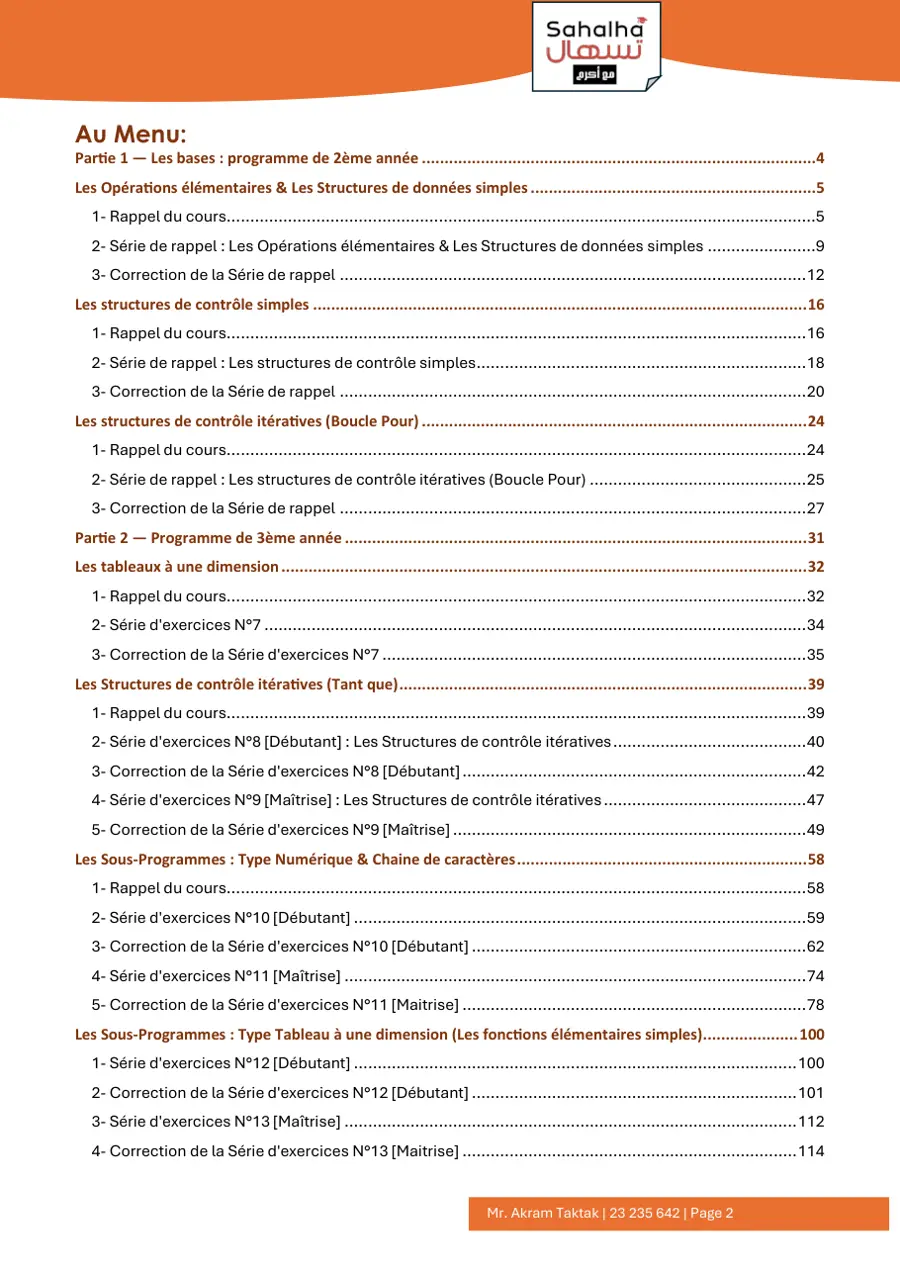 Sahalha
تسهال
مع أكرم
Au Menu:
Partie 1 — Les bases : programme de 2ème année ....................4
Les Opérations élémentaires & Les Structures de données simples ....................5
1- Rappel du cours....................5
2- Série de rappel : Les Opérations élémentaires & Les Structures de données simples ....................9
3- Correction de la Série de rappel ....................12
Les structures de contrôle simples ....................16
1- Rappel du cours....................16
2- Série de rappel : Les structures de contrôle simples....................18
3- Correction de la Série de rappel ....................20
Les structures de contrôle itératives (Boucle Pour) ....................24
1- Rappel du cours....................24
2- Série de rappel : Les structures de contrôle itératives (Boucle Pour) ....................25
3- Correction de la Série de rappel ....................27
Partie 2 — Programme de 3ème année ....................31
Les tableaux à une dimension ....................32
1- Rappel du cours....................32
2- Série d'exercices N°7 ....................34
3- Correction de la Série d'exercices N°7 ....................35
Les Structures de contrôle itératives (Tant que)....................39
1- Rappel du cours....................39
2- Série d'exercices N°8 [Débutant] : Les Structures de contrôle itératives ....................40
3- Correction de la Série d'exercices N°8 [Débutant] ....................42
4- Série d'exercices N°9 [Maîtrise] : Les Structures de contrôle itératives ....................47
5- Correction de la Série d'exercices N°9 [Maîtrise] ....................49
Les Sous-Programmes : Type Numérique & Chaine de caractères....................58
1- Rappel du cours....................58
2- Série d'exercices N°10 [Débutant] ....................59
3- Correction de la Série d'exercices N°10 [Débutant] ....................62
4- Série d'exercices N°11 [Maîtrise] ....................74
5- Correction de la Série d'exercices N°11 [Maitrise] ....................78
Les Sous-Programmes : Type Tableau à une dimension (Les fonctions élémentaires simples)....................100
1- Série d'exercices N°12 [Débutant] ....................100
2- Correction de la Série d'exercices N°12 [Débutant] ....................101
3- Série d'exercices N°13 [Maîtrise] ....................112
4- Correction de la Série d'exercices N°13 [Maitrise] ....................114
Mr. Akram Taktak | 23 235 642 | Page 2